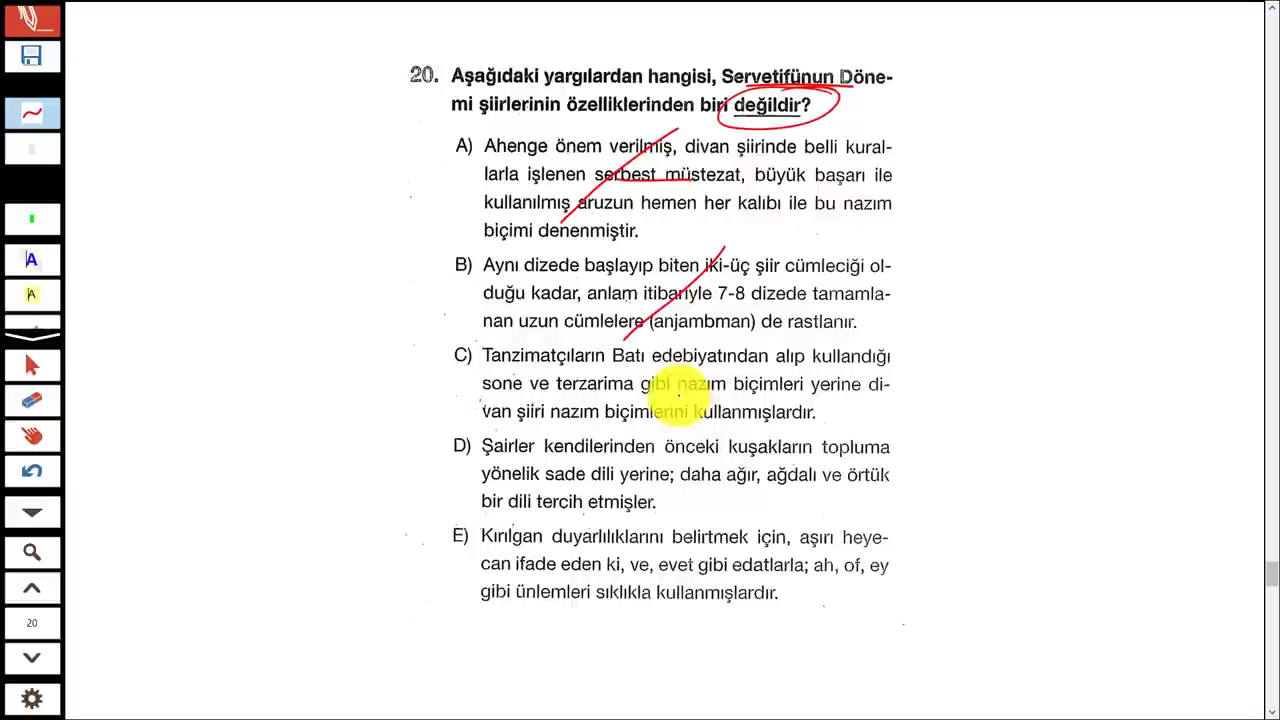 20. Aşağıdaki yargılardan hangisi, Servetifünun Döne-
mi şiirlerinin özelliklerinden biri değildir?
A) Ahenge önem verilmiş, divan şiirinde belli kural-
larla işlenen serbest müstezat, büyük başarı ile
kullanılmış aruzun hemen her kalıbı ile bu nazım
biçimi denenmiştir.
B) Aynı dizede başlayıp biten iki-üç şiir cümleciği ol-
duğu kadar, anlam itibariyle 7-8 dizede tamamla-
nan uzun cümlelere (anjambman) de rastlanır.
C) Tanzimatçıların Batı edebiyatından alıp kullandığı
sone ve terzarima gibi nazım biçimleri yerine di-
van şiiri nazım biçimlerini kullanmışlardır.
D) Şairler kendilerinden önceki kuşakların topluma
yönelik sade dili yerine; daha ağır, ağdalı ve örtük
bir dili tercih etmişler.
E) Kırılgan duyarlılıklarını belirtmek için, aşırı heye-
can ifade eden ki, ve, evet gibi edatlarla; ah, of, ey
gibi ünlemleri sıklıkla kullanmışlardır.
A
A
20